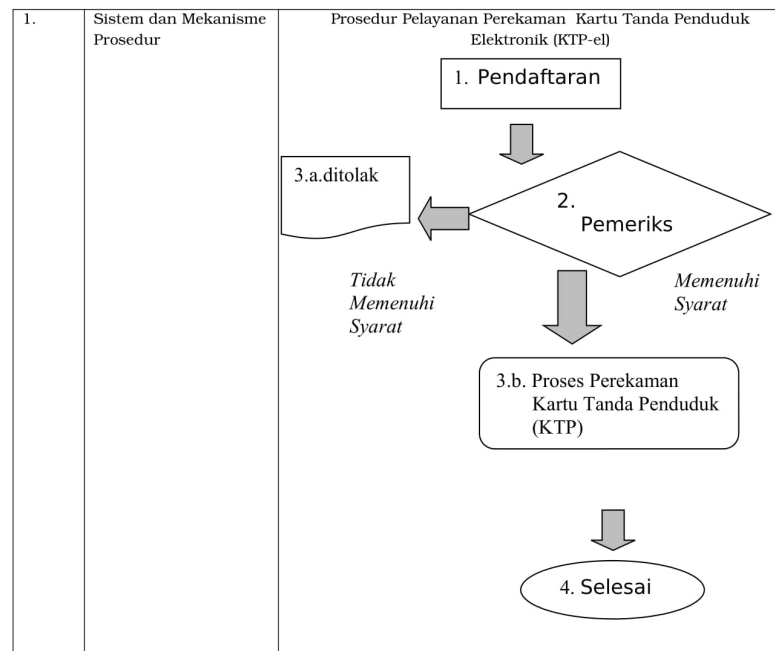 1.
Sistem dan Mekanisme
Prosedur
Prosedur Pelayanan Perekaman Kartu Tanda Penduduk
Elektronik (KTP-el)
1. Pendaftaran
3.a.ditolak
2.
Pemeriks
Tidak
Memenuhi
Syarat
Memenuhi
Syarat
3.b. Proses Perekaman
Kartu Tanda Penduduk
(KTP)
4. Selesai